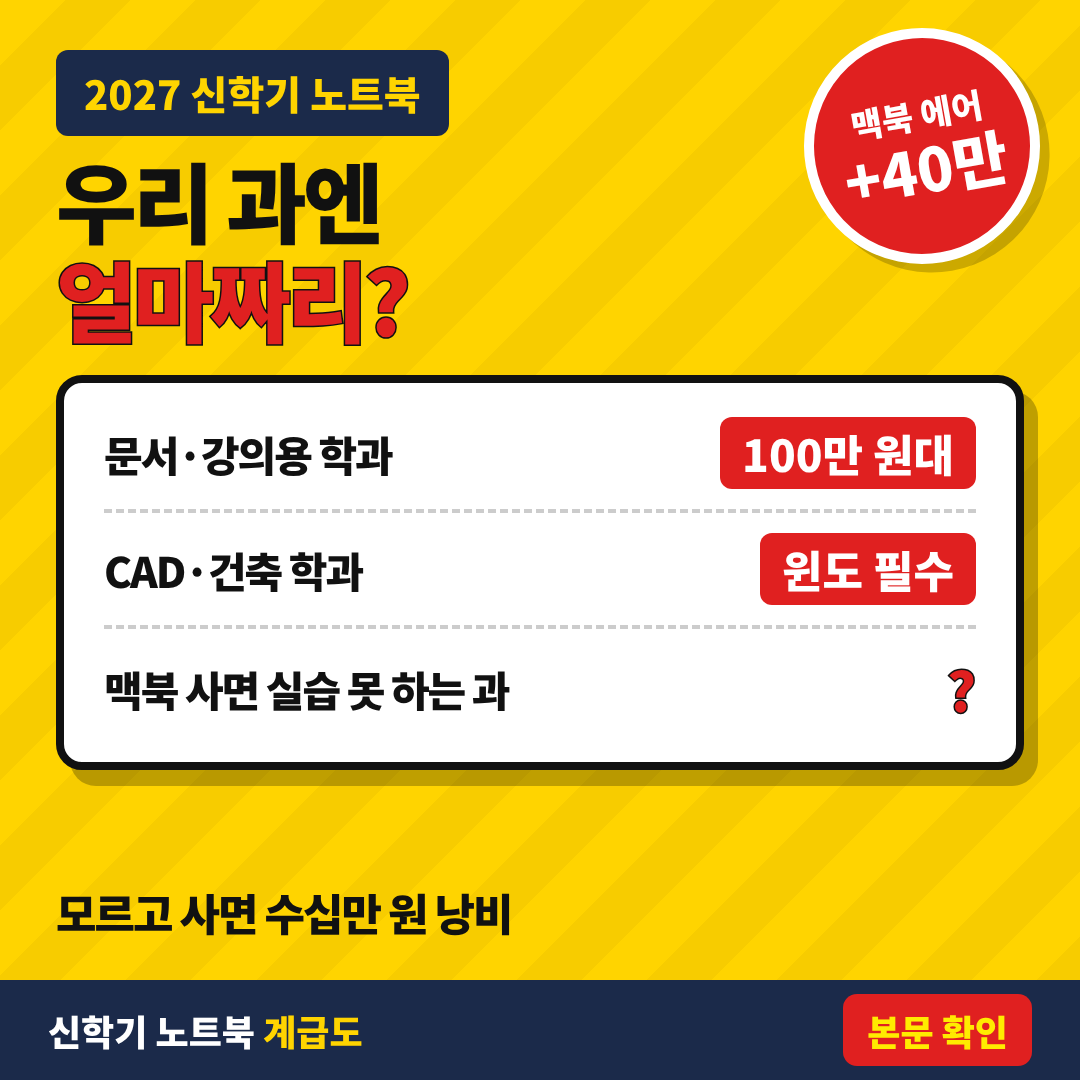 2027 신학기 노트북
맥북 에어
+40만
우리 과엔
얼마짜리?
문서·강의용 학과
100만 원대
CAD·건축 학과
윈도 필수
맥북 사면 실습 못 하는 과
?
모르고 사면 수십만 원 낭비
신학기 노트북 계급도
본문 확인